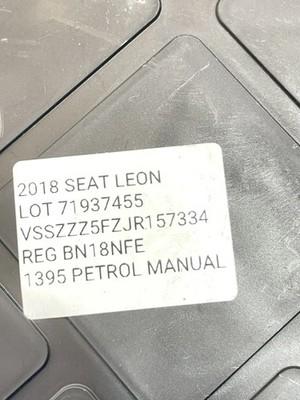 2018 SEAT LEON
LOT 71937455
VSSZZZ5FZJR157334
REG BN18NFE
1395 PETROL MANUAL